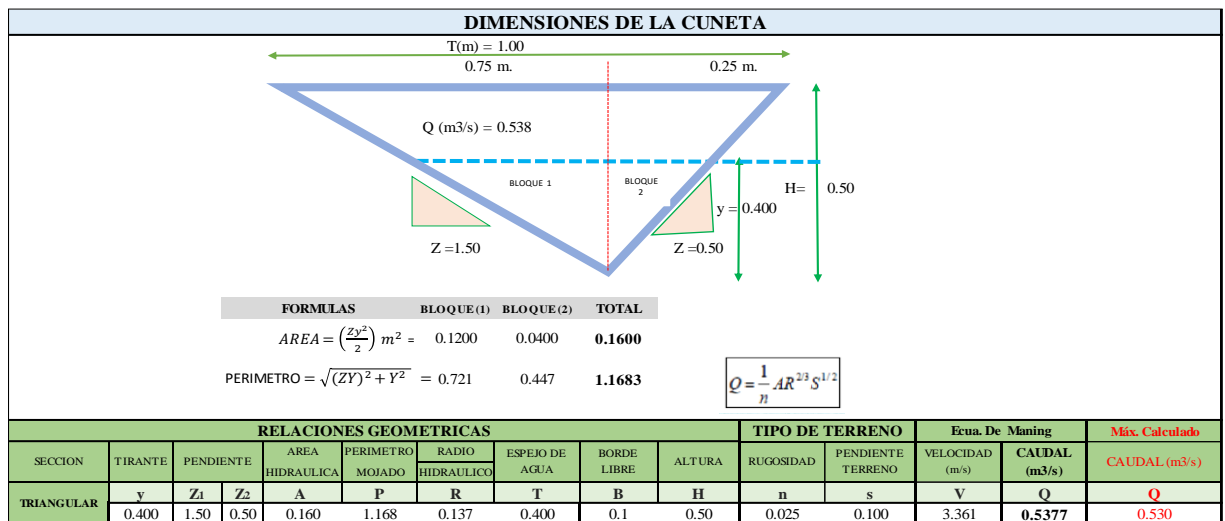 DIMENSIONES DE LA CUNETA
T(m) = 1.00
0.75 m. 0.25 m.
Q (m3/s) = 0.538
BLOQUE 1
BLOQUE 2
H= 0.50
y = 0.400
Z =1.50
Z =0.50
FORMULAS BLOQUE(1) BLOQUE(2) TOTAL
AREA = (Zy²/2) m² = 0.1200 0.0400 0.1600
PERIMETRO = √((ZY)² + Y²) = 0.721 0.447 1.1683
Q = 1/n AR^2/3 S^1/2
RELACIONES GEOMETRICAS TIPO DE TERRENO Ecua. De Maning Máx. Calculado
SECCION TIRANTE PENDIENTE AREA HIDRAULICA PERIMETRO MOJADO RADIO HIDRAULICO ESPEJO DE AGUA BORDE LIBRE ALTURA RUGOSIDAD PENDIENTE TERRENO VELOCIDAD (m/s) CAUDAL (m3/s) CAUDAL (m3/s)
TRIANGULAR y Z1 Z2 A P R T B H n s V Q Q
0.400 1.50 0.50 0.160 1.168 0.137 0.400 0.1 0.50 0.025 0.100 3.361 0.5377 0.530